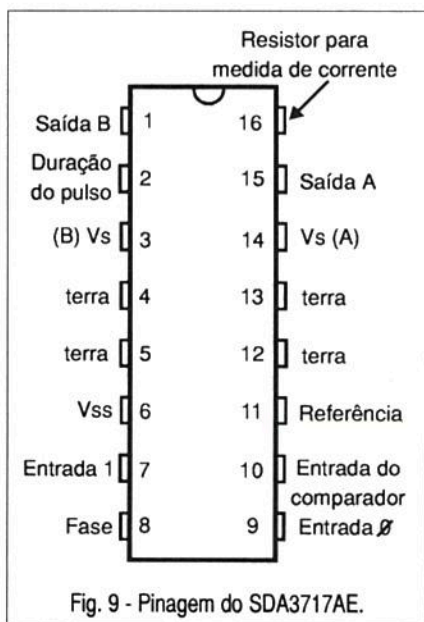 Resistor para
medida de corrente
Saída B 1 16
Duração
do pulso 2 15 Saída A
(B) Vs 3 14 Vs (A)
terra 4 13 terra
terra 5 12 terra
Vss 6 11 Referência
Entrada 1 7 10 Entrada do
comparador
Fase 8 9 Entrada Ø
Fig. 9 - Pinagem do SDA3717AE.